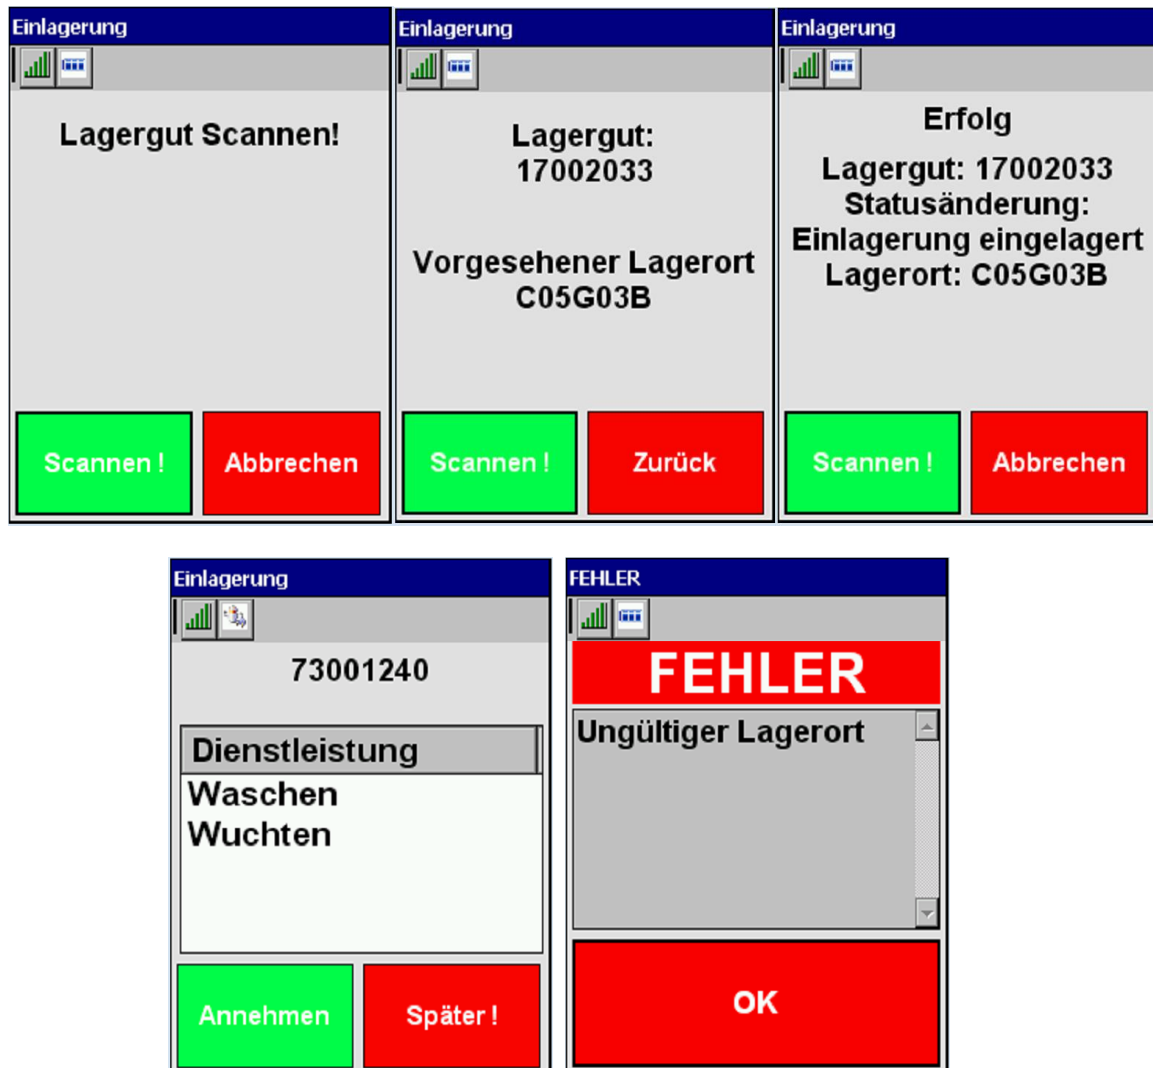 Einlagerung
Lagergut Scannen!
Scannen !
Abbrechen
Einlagerung
Lagergut:
17002033
Vorgesehener Lagerort
C05G03B
Scannen !
Zurück
Einlagerung
Erfolg
Lagergut: 17002033
Statusänderung:
Einlagerung eingelagert
Lagerort: C05G03B
Scannen !
Abbrechen
Einlagerung
73001240
Dienstleistung
Waschen
Wuchten
Annehmen
Später !
FEHLER
FEHLER
Ungültiger Lagerort
OK